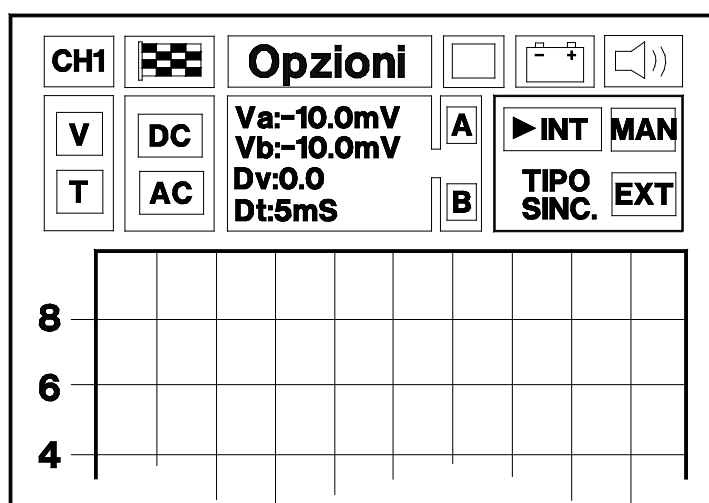 CH1
Opzioni
- +
V
T
DC
AC
Va:-10.0mV
Vb:-10.0mV
Dv:0.0
Dt:5mS
A
B
▶INT
MAN
TIPO
SINC.
EXT
8
6
4